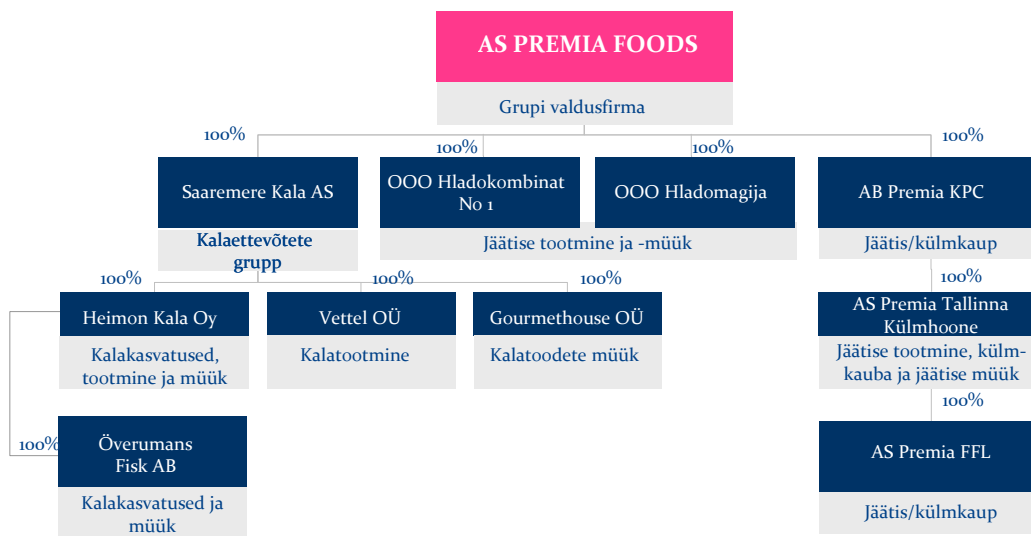 AS PREMIA FOODS
Grupi valdusfirma
100%
100%
100%
100%
Saaremere Kala AS
OOO Hladokombinat
No 1
OOO Hladomagija
AB Premia KPC
Kalaettevõtete
grupp
Jäätise tootmine ja -müük
Jäätis/külmkaup
100%
100%
100%
100%
Heimon Kala Oy
Vettel OÜ
Gourmethouse OÜ
AS Premia Tallinna
Külmhoone
Kalakasvatused,
tootmine ja müük
Kalatootmine
Kalatoodete müük
Jäätise tootmine, külm-
kauba ja jäätise müük
100%
100%
Överumans
Fisk AB
AS Premia FFL
Kalakasvatused ja
müük
Jäätis/külmkaup